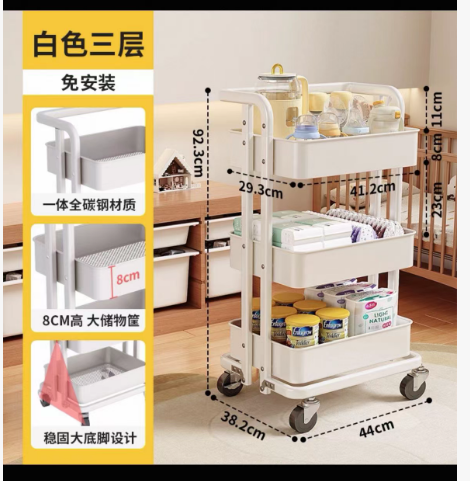 白色三层
免安装
一体全碳钢材质
8cm
8CM高 大储物筐
稳固大底脚设计
92.3cm
11cm
8cm
23cm
29.3cm
41.2cm
38.2cm
44cm
LIGHT
NATURAL